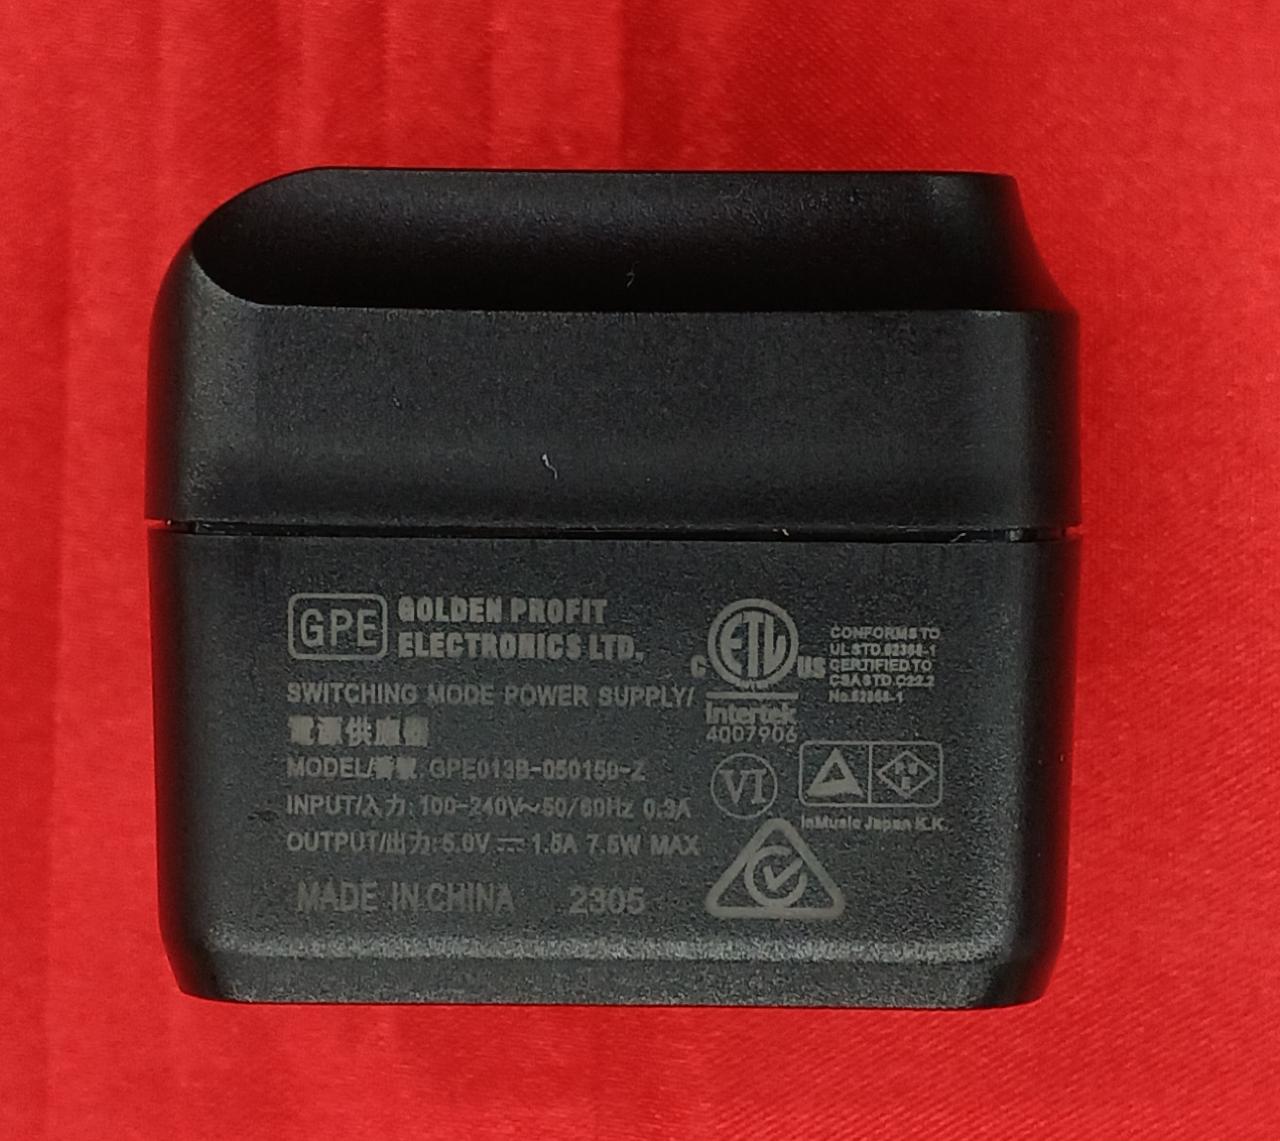 GPE
GOLDEN PROFIT
ELECTRONICS LTD.
SWITCHING MODE POWER SUPPLY/
電源供應器
MODEL/番號: GPE013B-050150-Z
INPUT/入力: 100-240V~50/60Hz 0.3A
OUTPUT/出力: 5.0V 1.5A 7.5W MAX
MADE IN CHINA 2305
C ETL US
Intertek
4007906
CONFORMS TO
UL STD.62368-1
CERTIFIED TO
CSA STD.C22.2
No.62368-1
VI
inMusic Japan K.K.